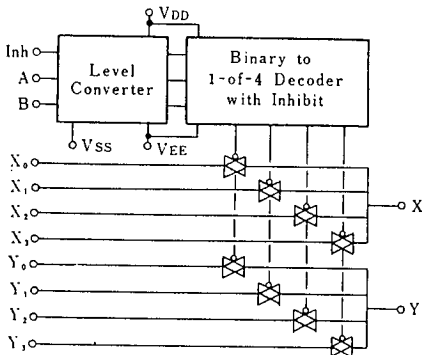 VDD
Inh
A
B
Level
Converter
Binary to
1-of-4 Decoder
with Inhibit
VSS
VEE
X₀
X₁
X₂
X₃
X
Y₀
Y₁
Y₂
Y₃
Y